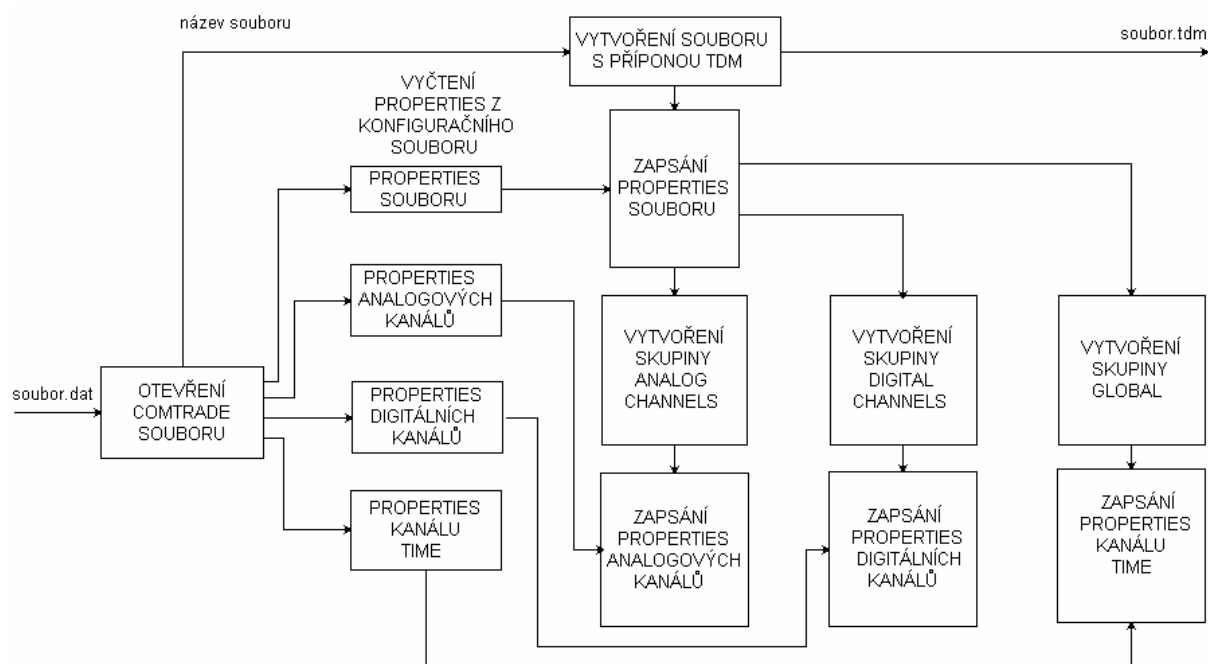 název souboru
VYTVOŘENÍ SOUBORU
S PŘÍPONOU TDM
soubor.tdm
VYČTENÍ
PROPERTIES Z
KONFIGURAČNÍHO
SOUBORU
PROPERTIES
SOUBORU
ZAPSÁNÍ
PROPERTIES
SOUBORU
PROPERTIES
ANALOGOVÝCH
KANÁLŮ
VYTVOŘENÍ
SKUPINY
ANALOG
CHANNELS
VYTVOŘENÍ
SKUPINY
DIGITAL
CHANNELS
VYTVOŘENÍ
SKUPINY
GLOBAL
soubor.dat
OTEVŘENÍ
COMTRADE
SOUBORU
PROPERTIES
DIGITÁLNÍCH
KANÁLŮ
PROPERTIES
KANÁLU
TIME
ZAPSÁNÍ
PROPERTIES
ANALOGOVÝCH
KANÁLŮ
ZAPSÁNÍ
PROPERTIES
DIGITÁLNÍCH
KANÁLŮ
ZAPSÁNÍ
PROPERTIES
KANÁLU
TIME